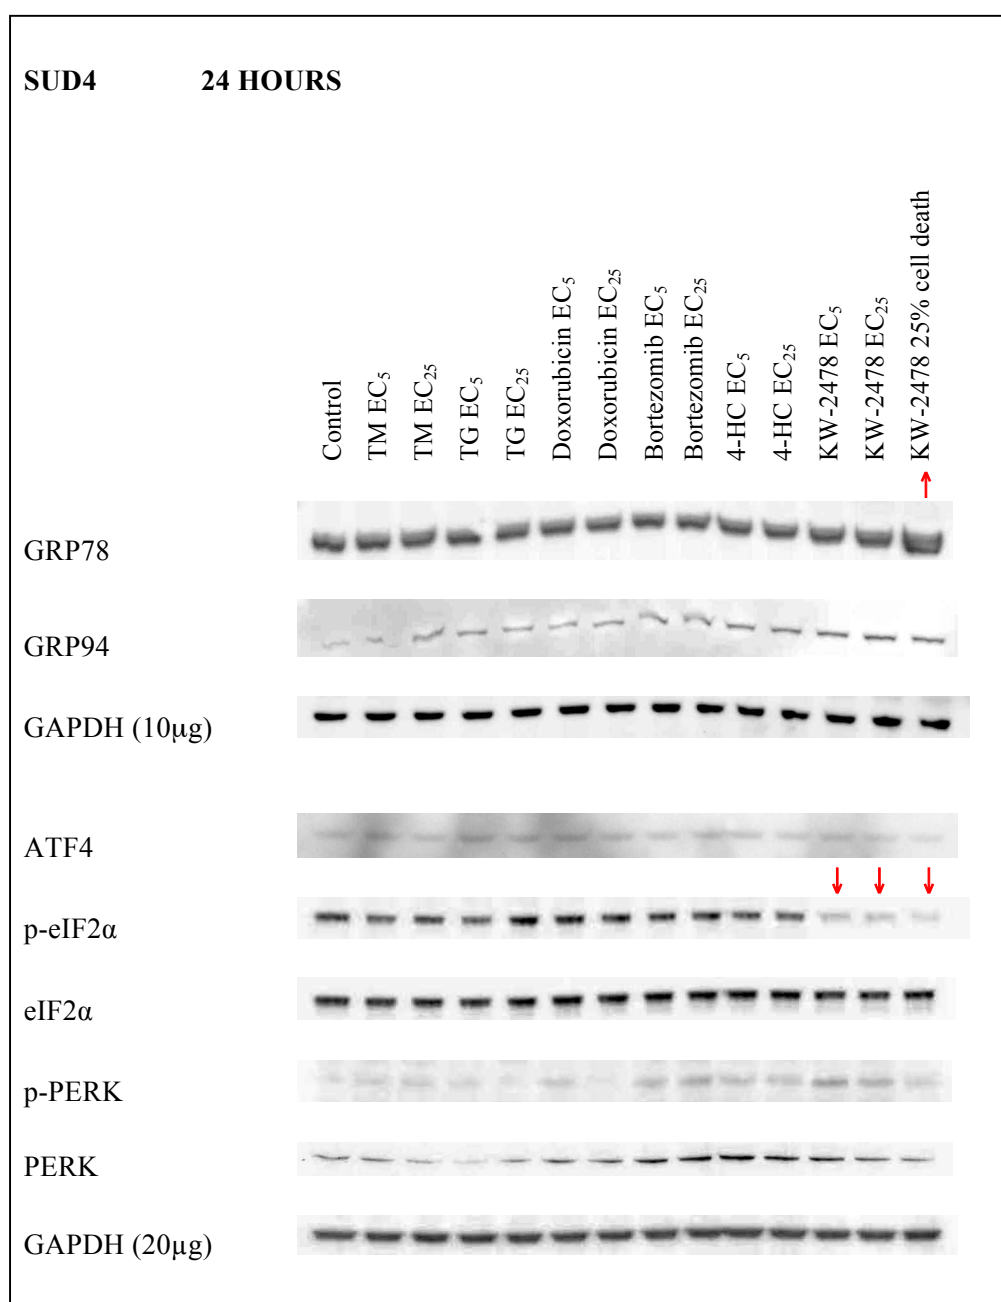 SUD4 24 HOURS
Control
TM EC₅
TM EC₂₅
TG EC₅
TG EC₂₅
Doxorubicin EC₅
Doxorubicin EC₂₅
Bortezomib EC₅
Bortezomib EC₂₅
4-HC EC₅
4-HC EC₂₅
KW-2478 EC₅
KW-2478 EC₂₅
KW-2478 25% cell death
GRP78
GRP94
GAPDH (10µg)
ATF4
p-eIF2α
eIF2α
p-PERK
PERK
GAPDH (20µg)